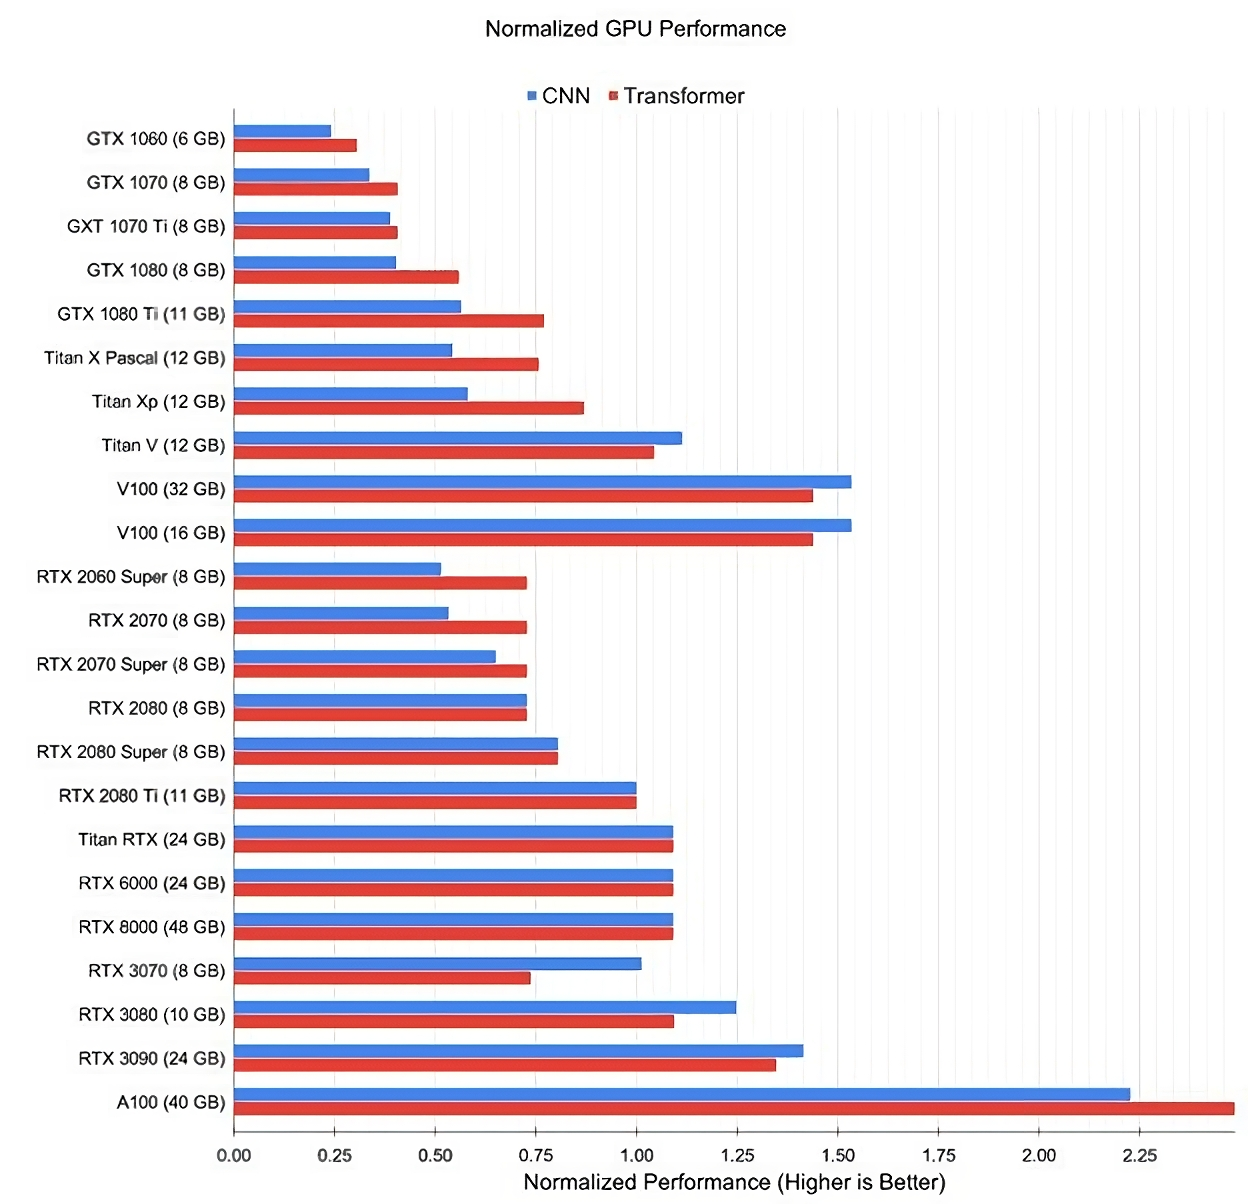 Normalized GPU Performance
CNN Transformer
GTX 1060 (6 GB)
GTX 1070 (8 GB)
GXT 1070 Ti (8 GB)
GTX 1080 (8 GB)
GTX 1080 Ti (11 GB)
Titan X Pascal (12 GB)
Titan Xp (12 GB)
Titan V (12 GB)
V100 (32 GB)
V100 (16 GB)
RTX 2060 Super (8 GB)
RTX 2070 (8 GB)
RTX 2070 Super (8 GB)
RTX 2080 (8 GB)
RTX 2080 Super (8 GB)
RTX 2080 Ti (11 GB)
Titan RTX (24 GB)
RTX 6000 (24 GB)
RTX 8000 (48 GB)
RTX 3070 (8 GB)
RTX 3080 (10 GB)
RTX 3090 (24 GB)
A100 (40 GB)
0.00 0.25 0.50 0.75 1.00 1.25 1.50 1.75 2.00 2.25
Normalized Performance (Higher is Better)